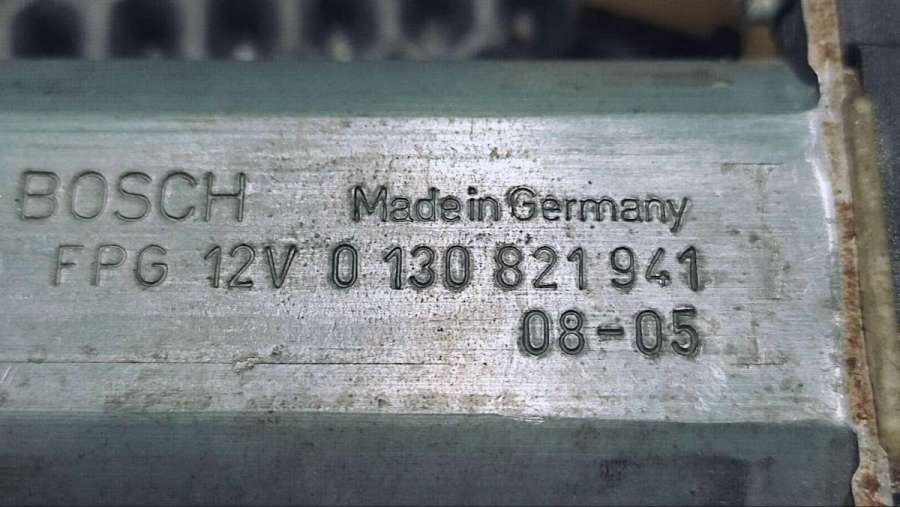 BOSCH Made in Germany
FPG 12V 0 130 821 941
08-05